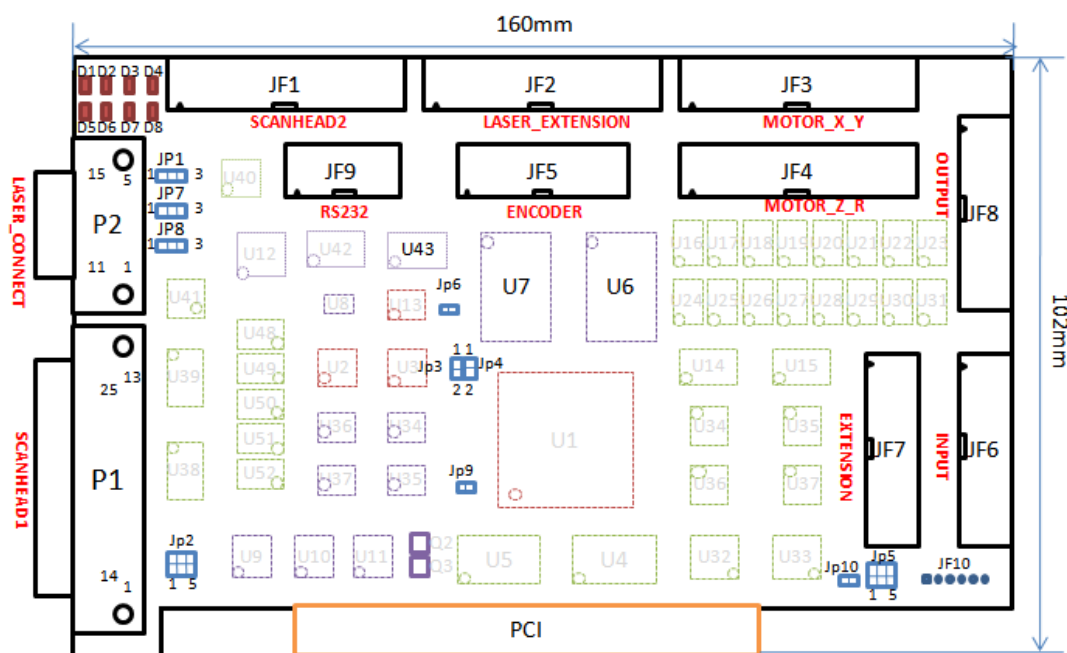 160mm
D1 D2 D3 D4
JF1
JF2
JF3
D5 D6 D7 D8
SCANHEAD2
LASER_EXTENSION
MOTOR_X_Y
JP1
15
5
1
3
U40
JF9
JF5
JF4
OUTPUT
JP7
1
3
RS232
ENCODER
MOTOR_Z_R
LASER_CONNECT
P2
JP8
1
3
JF8
U12
U42
U43
U16 U17 U18 U19 U20 U21 U22 U23
11
1
U41
U8
U13
Jp6
U7
U6
U24 U25 U26 U27 U28 U29 U30 U31
102mm
U48
13
25
U39
U49
U2
U3
Jp3
1 1
Jp4
2 2
U14
U15
U50
U36
U34
U1
U34
U35
EXTENSION
INPUT
U51
JF7
JF6
SCANHEAD1
P1
U38
U52
U37
U35
Jp9
U36
U37
Jp2
U9
U10
U11
Q2
Q3
U5
U4
U32
U33
Jp10
Jp5
JF10
14
1
1 5
1 5
PCI